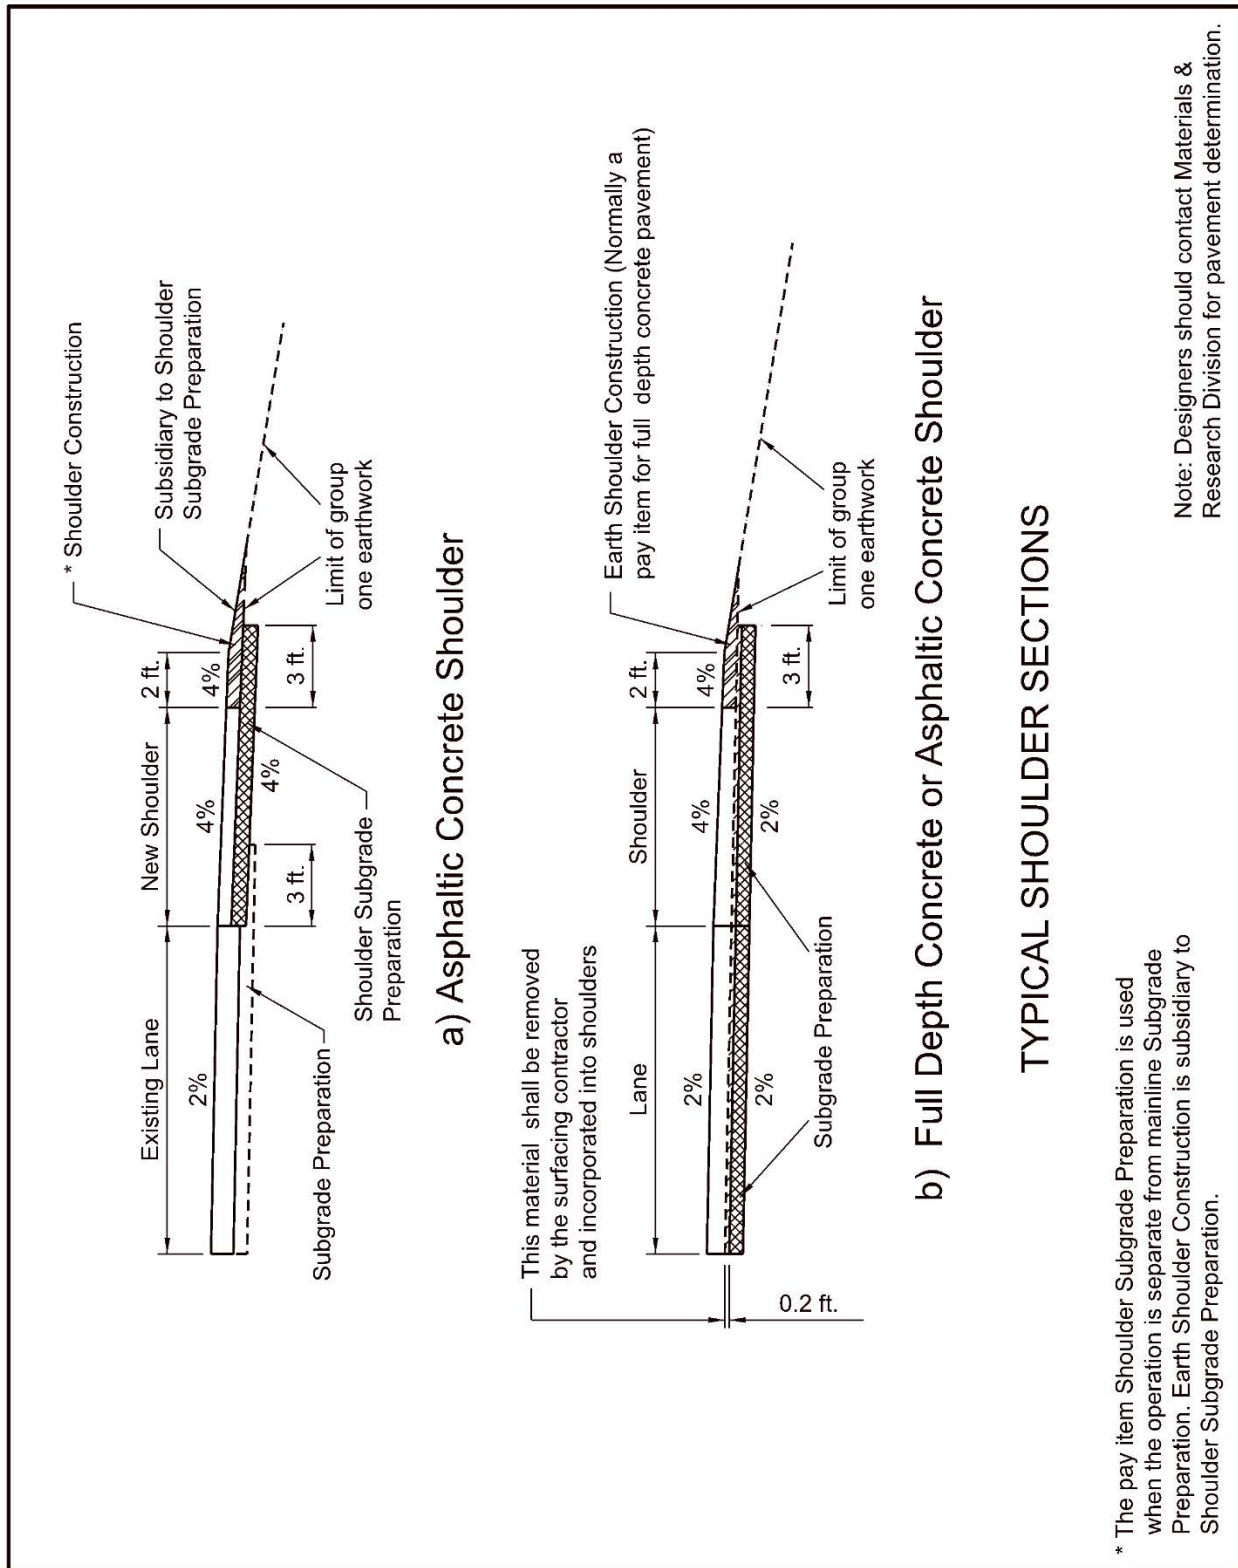 * Shoulder Construction
Subsidiary to Shoulder
Subgrade Preparation
Existing Lane
New Shoulder
2 ft.
2%
4%
4%
4%
3 ft.
3 ft.
Subgrade Preparation
Shoulder Subgrade
Preparation
Limit of group
one earthwork
a) Asphaltic Concrete Shoulder
This material shall be removed
by the surfacing contractor
and incorporated into shoulders
Earth Shoulder Construction (Normally a
pay item for full depth concrete pavement)
Lane
Shoulder
2 ft.
2%
4%
4%
2%
2%
3 ft.
0.2 ft.
Subgrade Preparation
Limit of group
one earthwork
b) Full Depth Concrete or Asphaltic Concrete Shoulder
TYPICAL SHOULDER SECTIONS
* The pay item Shoulder Subgrade Preparation is used
when the operation is separate from mainline Subgrade
Preparation. Earth Shoulder Construction is subsidiary to
Shoulder Subgrade Preparation.
Note: Designers should contact Materials &
Research Division for pavement determination.